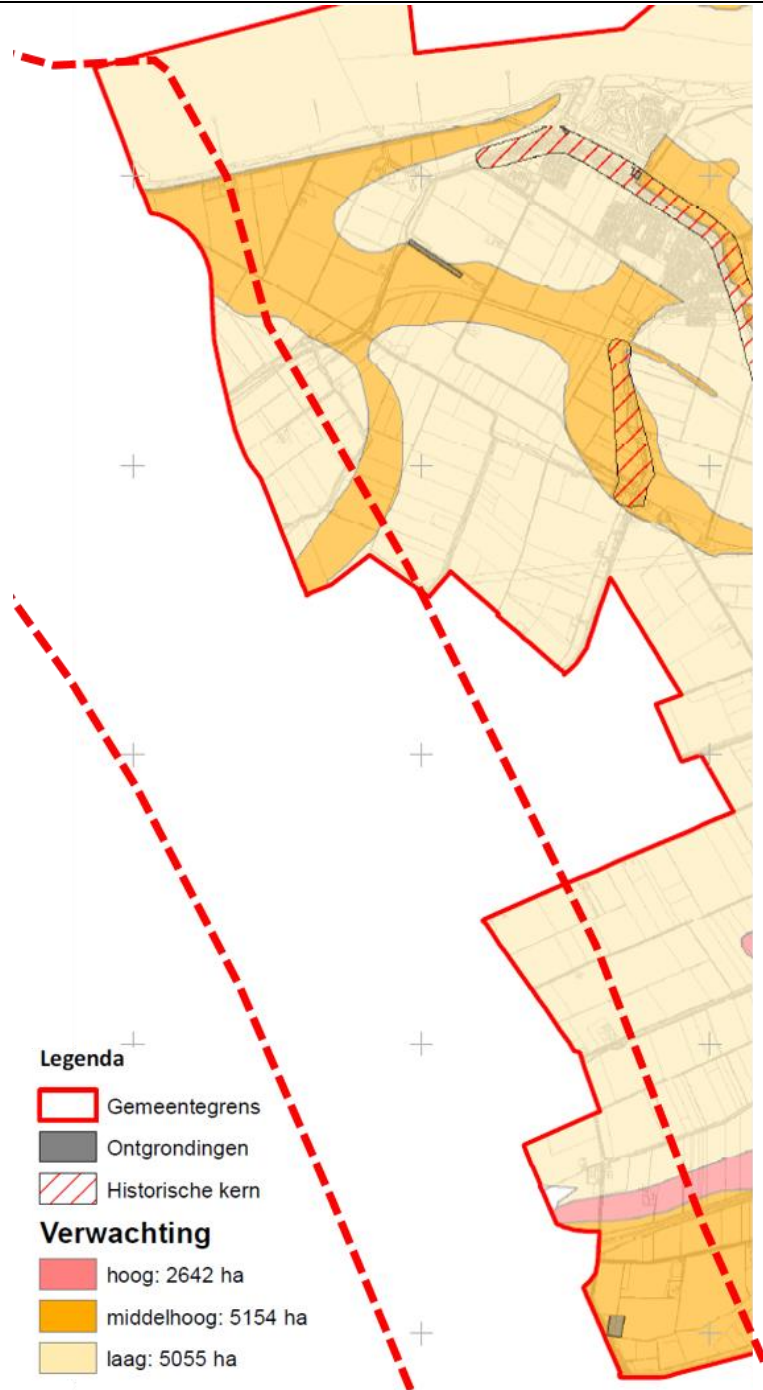 Legenda
Gemeentegrens
Ontgrondingen
Historische kern
Verwachting
hoog: 2642 ha
middelhoog: 5154 ha
laag: 5055 ha